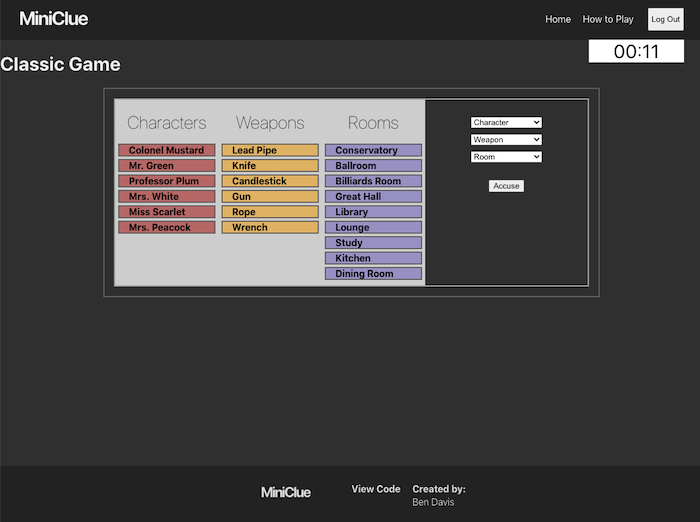 MiniClue
Home
How to Play
Log Out
00:11
Classic Game
Characters
Colonel Mustard
Mr. Green
Professor Plum
Mrs. White
Miss Scarlet
Mrs. Peacock
Weapons
Lead Pipe
Knife
Candlestick
Gun
Rope
Wrench
Rooms
Conservatory
Ballroom
Billiards Room
Great Hall
Library
Lounge
Study
Kitchen
Dining Room
Character
Weapon
Room
Accuse
MiniClue
View Code
Created by:
Ben Davis